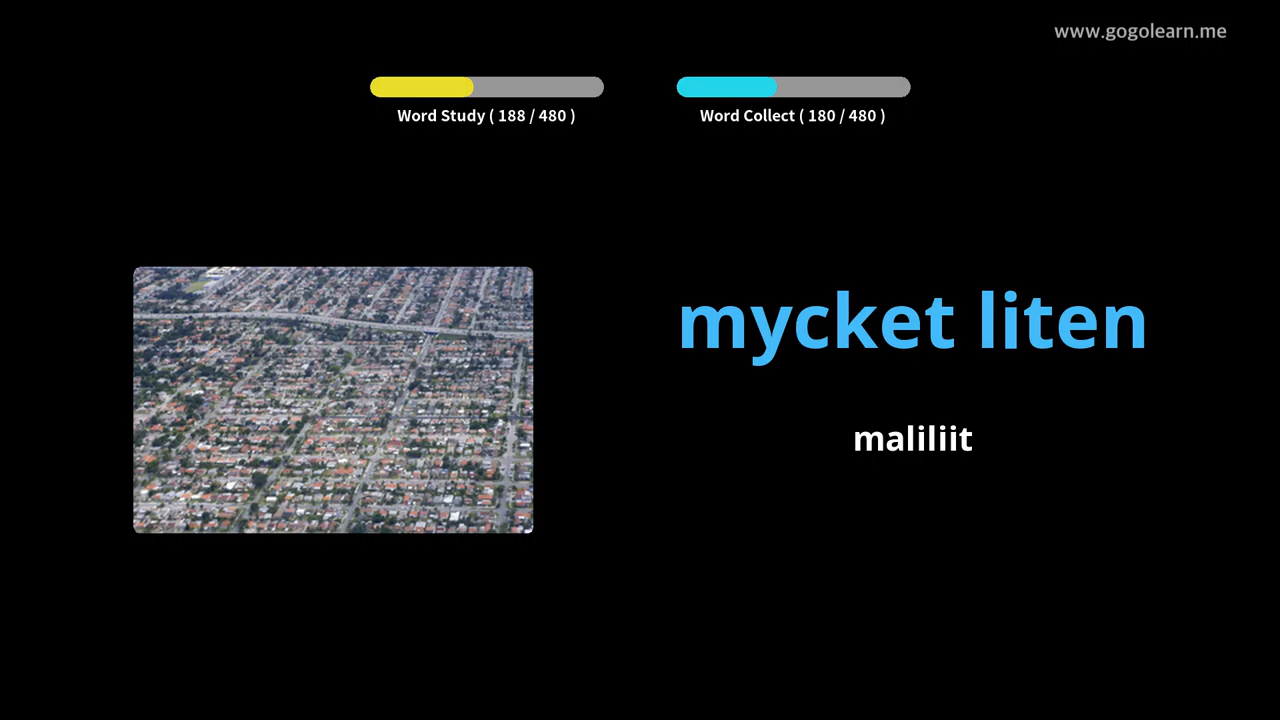 www.gogolearn.me
Word Study ( 188 / 480 )
Word Collect ( 180 / 480 )
mycket liten
maliliit